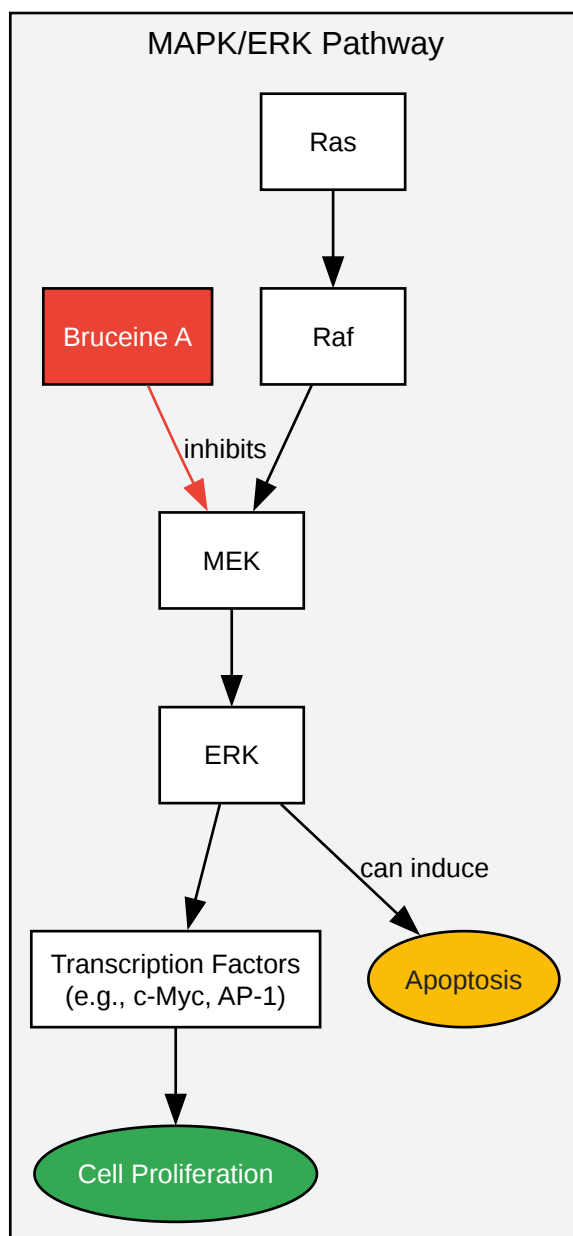 MAPK/ERK Pathway
Ras
Bruceine A
Raf
inhibits
MEK
ERK
can induce
Transcription Factors
(e.g., c-Myc, AP-1)
Apoptosis
Cell Proliferation